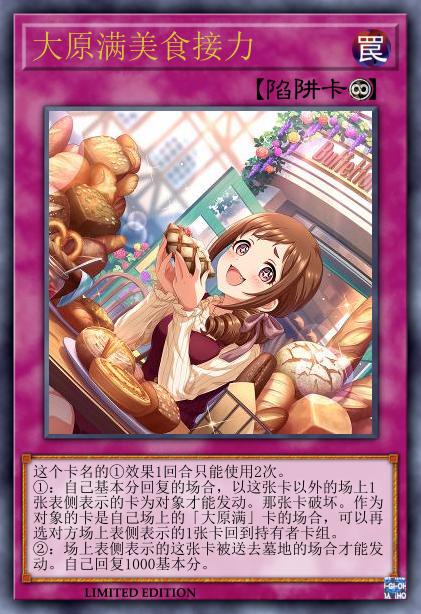 大原满美食接力
罠
【陷阱卡
这个卡名的①效果1回合只能使用2次。
①：自己基本分回复的场合，以这张卡以外的场上1
张表侧表示的卡为对象才能发动。那张卡破坏。作为
对象的卡是自己场上的「大原满」卡的场合，可以再
选对方场上表侧表示的1张卡回到持有者卡组。
②：场上表侧表示的这张卡被送去墓地的场合才能发
动。自己回复1000基本分。
LIMITED EDITION